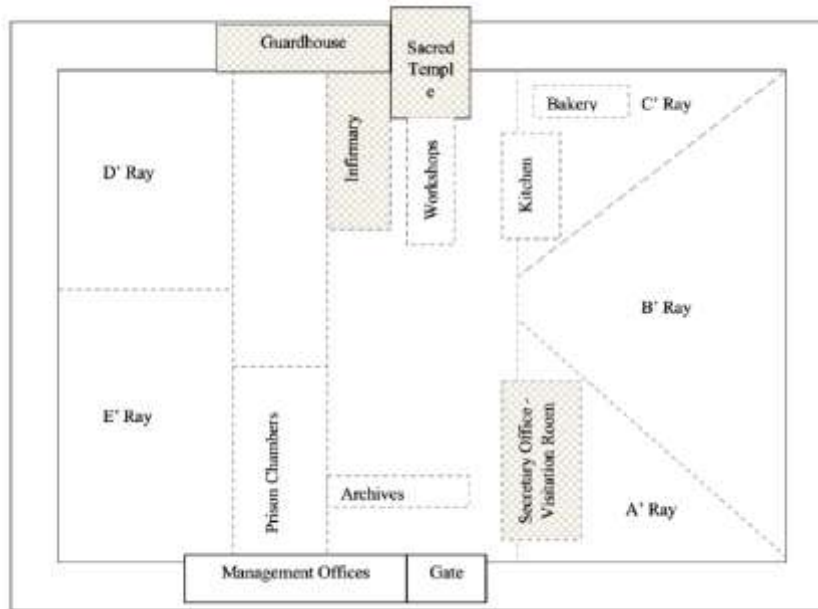 Guardhouse
Sacred
Templ
e
Bakery
C' Ray
D' Ray
Infirmary
Workshops
Kitchen
B' Ray
E' Ray
Prison Chambers
Archives
Secretary Office -
Visitation Room
A' Ray
Management Offices
Gate